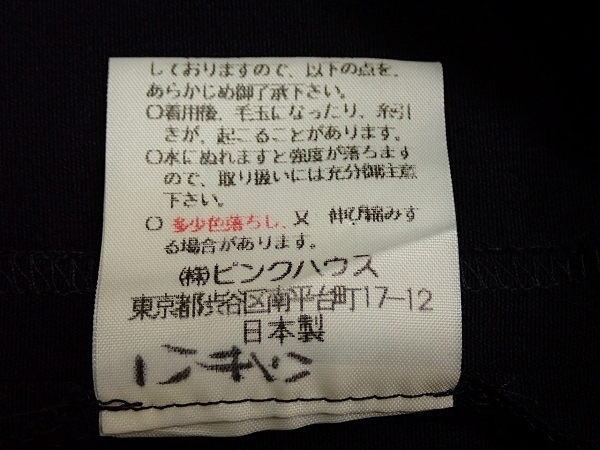 しておりますので、以下の点を、
あらかじめ御了承下さい。
○着用後、毛玉になったり、糸引
きが、起こることがあります。
○水にぬれますと強度が落ちます
ので、取り扱いには充分御注意
下さい。
○ 多少色落ちし、又 伸び縮みす
る場合があります。
㈱ピンクハウス
東京都渋谷区南平台町17-12
日本製